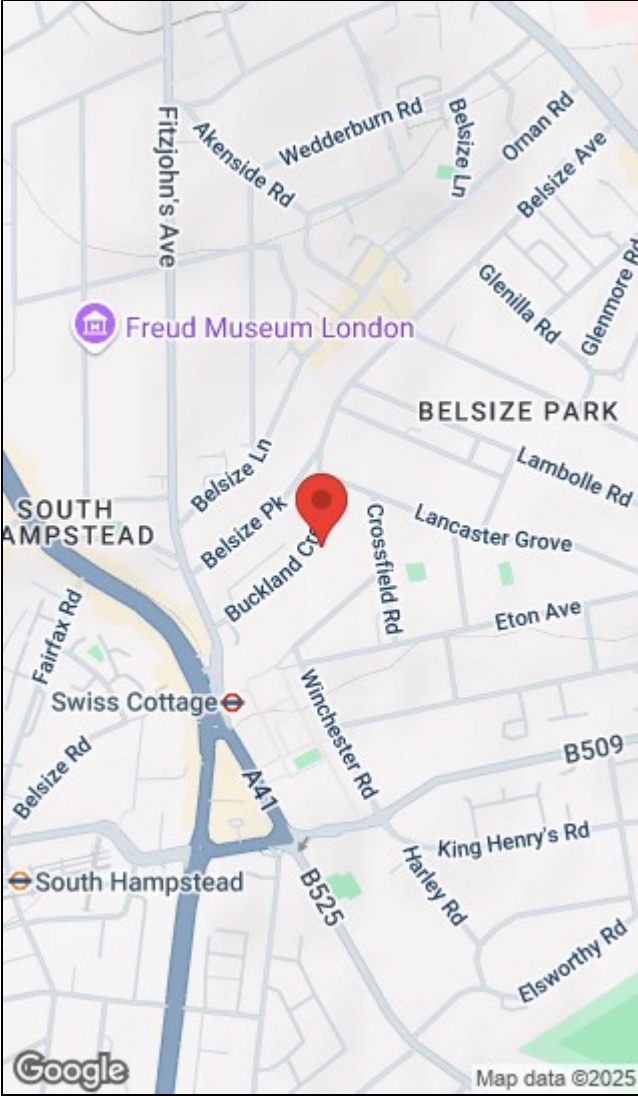 Wedderburn Rd
Belsize Ln
Ornan Rd
Akenside Rd
Belsize Ave
Fitzjohn's Ave
Glenilla Rd
Glenmore Rd
Freud Museum London
BELSIZE PARK
Belsize Ln
Lambolle Rd
SOUTH
AMPSTEAD
Belsize Pk
Buckland Cre
Crossfield Rd
Lancaster Grove
Eton Ave
Fairfax Rd
Swiss Cottage
Winchester Rd
Belsize Rd
B509
A41
King Henry's Rd
South Hampstead
Harley Rd
B525
Elsworthy Rd
Google
Map data ©2025